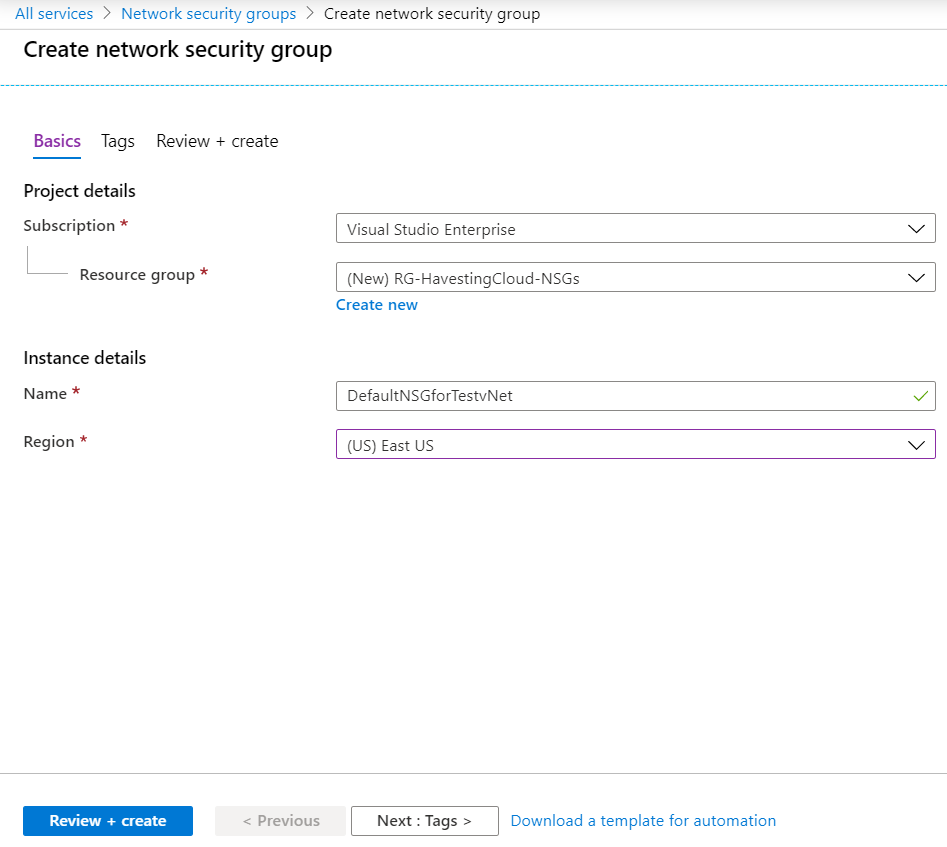 All services > Network security groups > Create network security group
Create network security group
Basics Tags Review + create
Project details
Subscription * Visual Studio Enterprise
Resource group * (New) RG-HavestingCloud-NSGs
Create new
Instance details
Name * DefaultNSGforTestvNet
Region * (US) East US
Review + create < Previous Next : Tags > Download a template for automation